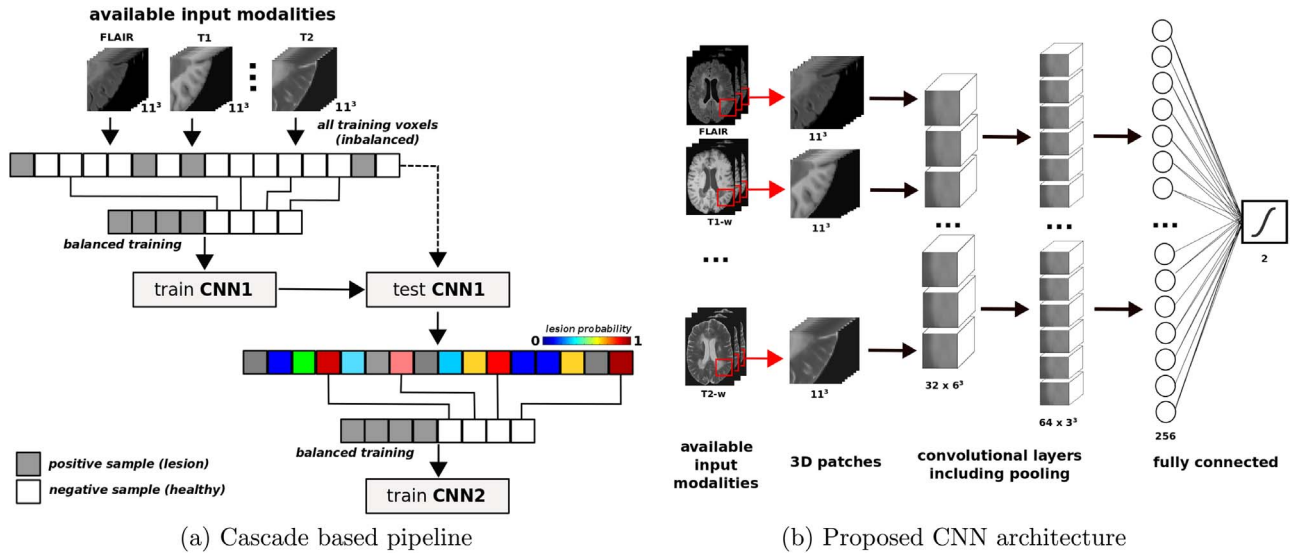 available input modalities
FLAIR
T1
T2
11³
11³
11³
all training voxels
(inbalanced)
balanced training
train CNN1
test CNN1
lesion probability
0
1
balanced training
positive sample (lesion)
negative sample (healthy)
train CNN2
(a) Cascade based pipeline
FLAIR
11³
T1-w
11³
...
...
...
...
2
T2-w
11³
32 x 6³
64 x 3³
256
available
input
modalities
3D patches
convolutional layers
including pooling
fully connected
(b) Proposed CNN architecture